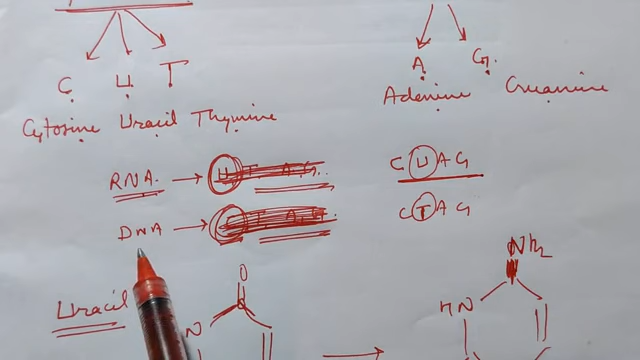 C U T
A G
Cytosine Uracil Thymine
Adenine Guanine
RNA. → U
C U A G
DNA → C
C T A G
Uracil
O
N
NH2
HN